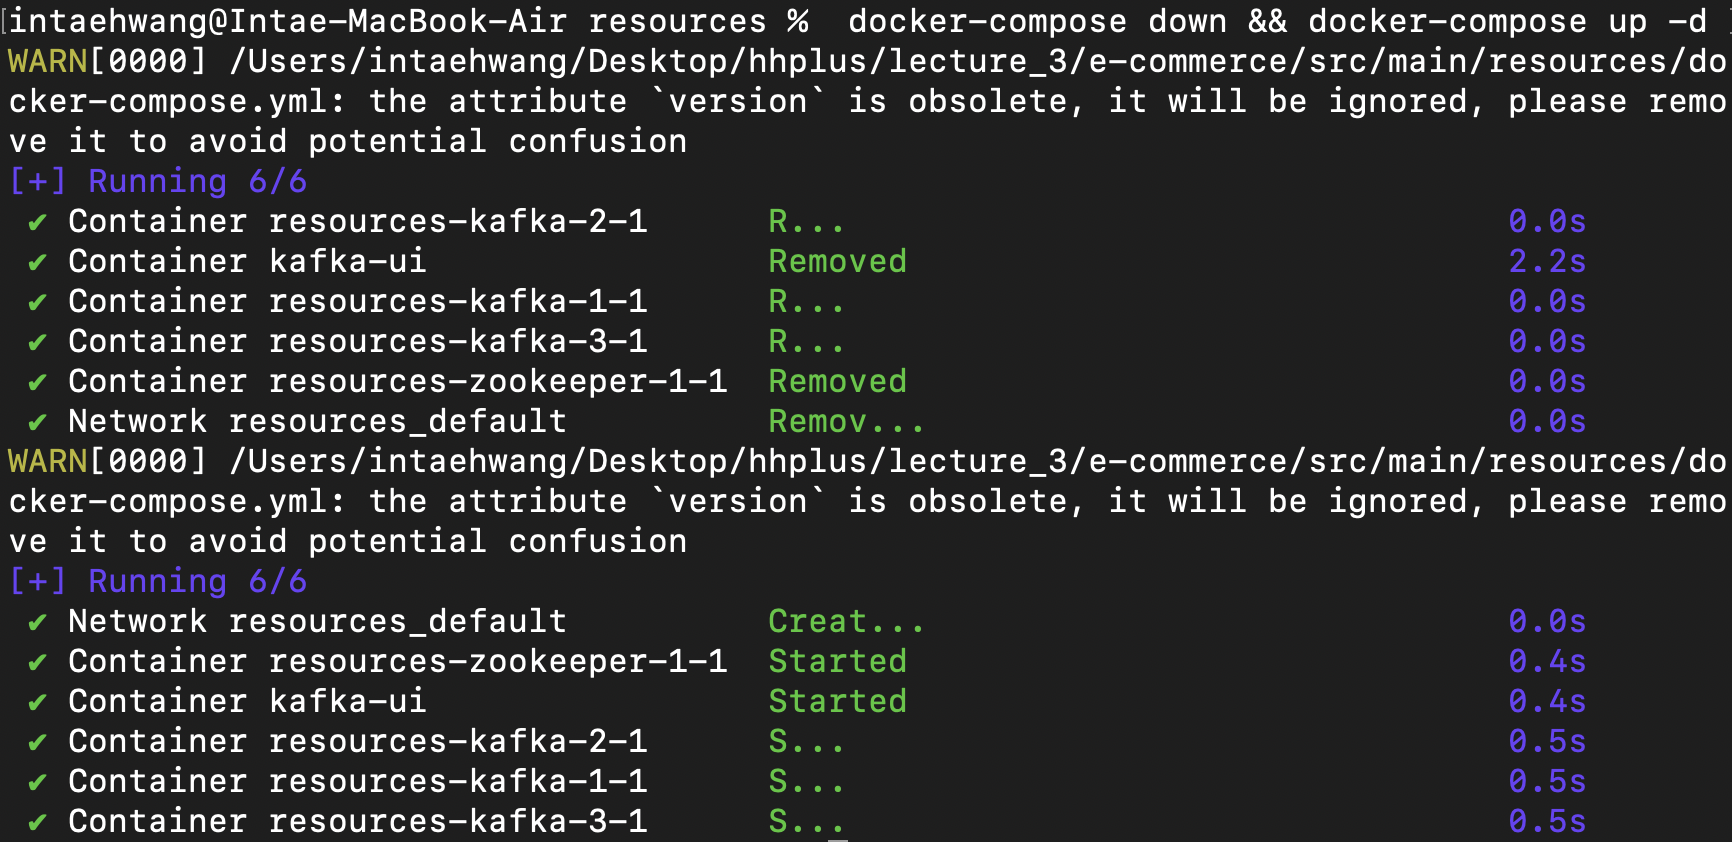 intaehwang@Intae-MacBook-Air resources %  docker-compose down && docker-compose up -d
WARN[0000] /Users/intaehwang/Desktop/hhplus/lecture_3/e-commerce/src/main/resources/do
cker-compose.yml: the attribute `version` is obsolete, it will be ignored, please remo
ve it to avoid potential confusion
[+] Running 6/6
 ✔ Container resources-kafka-2-1      R...                                 0.0s
 ✔ Container kafka-ui                 Removed                              2.2s
 ✔ Container resources-kafka-1-1      R...                                 0.0s
 ✔ Container resources-kafka-3-1      R...                                 0.0s
 ✔ Container resources-zookeeper-1-1  Removed                              0.0s
 ✔ Network resources_default          Remov...                             0.0s
WARN[0000] /Users/intaehwang/Desktop/hhplus/lecture_3/e-commerce/src/main/resources/do
cker-compose.yml: the attribute `version` is obsolete, it will be ignored, please remo
ve it to avoid potential confusion
[+] Running 6/6
 ✔ Network resources_default          Creat...                             0.0s
 ✔ Container resources-zookeeper-1-1  Started                              0.4s
 ✔ Container kafka-ui                 Started                              0.4s
 ✔ Container resources-kafka-2-1      S...                                 0.5s
 ✔ Container resources-kafka-1-1      S...                                 0.5s
 ✔ Container resources-kafka-3-1      S...                                 0.5s